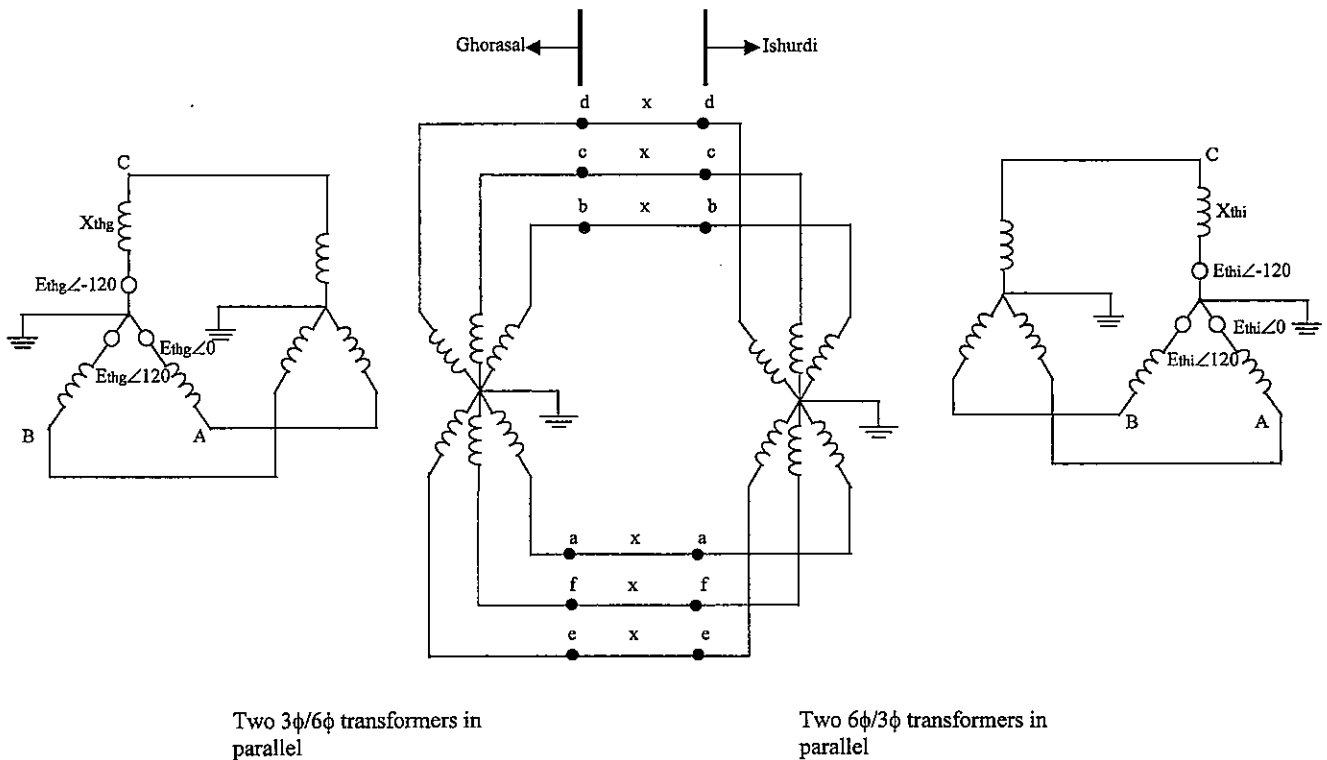 Ghorasal
Ishurdi
d x d
c x c
b x b
C
Xthg
Ethg∠-120
Ethg∠0
Ethg∠120
B
A
C
Xthi
Ethi∠-120
Ethi∠0
Ethi∠120
B
A
a x a
f x f
e x e
Two 3ϕ/6ϕ transformers in
parallel
Two 6ϕ/3ϕ transformers in
parallel